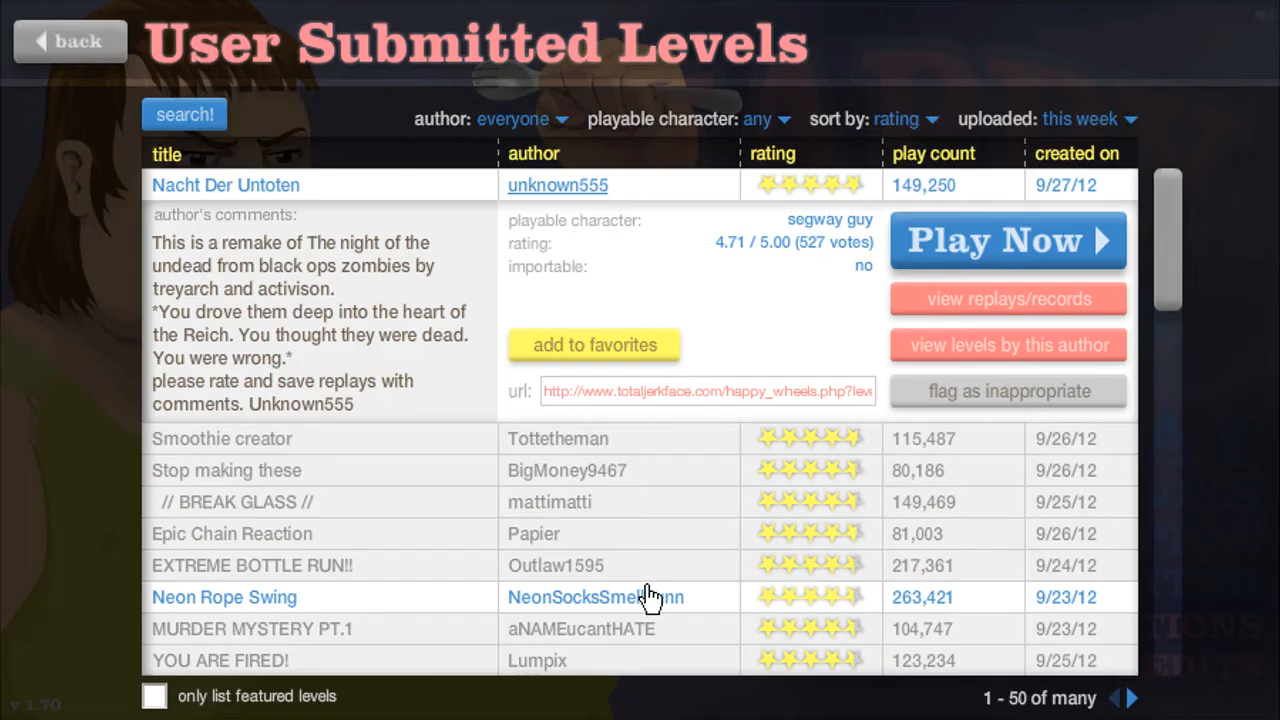 back
User Submitted Levels
search!
author: everyone
playable character: any
sort by: rating
uploaded: this week
title author rating play count created on
Nacht Der Untoten unknown555 149,250 9/27/12
author's comments:
This is a remake of The night of the
undead from black ops zombies by
treyarch and activison.
*You drove them deep into the heart of
the Reich. You thought they were dead.
You were wrong.*
please rate and save replays with
comments. Unknown555
playable character: segway guy
rating: 4.71 / 5.00 (527 votes)
importable: no
add to favorites
url: http://www.totaljerkface.com/happy_wheels.php?lev
Play Now
view replays/records
view levels by this author
flag as inappropriate
Smoothie creator Tottetheman 115,487 9/26/12
Stop making these BigMoney9467 80,186 9/26/12
// BREAK GLASS // mattimatti 149,469 9/25/12
Epic Chain Reaction Papier 81,003 9/26/12
EXTREME BOTTLE RUN!! Outlaw1595 217,361 9/24/12
Neon Rope Swing 263,421 9/23/12
MURDER MYSTERY PT.1 aNAMEucantHATE 104,747 9/23/12
YOU ARE FIRED! Lumpix 123,234 9/25/12
only list featured levels
1 - 50 of many
v 1.70